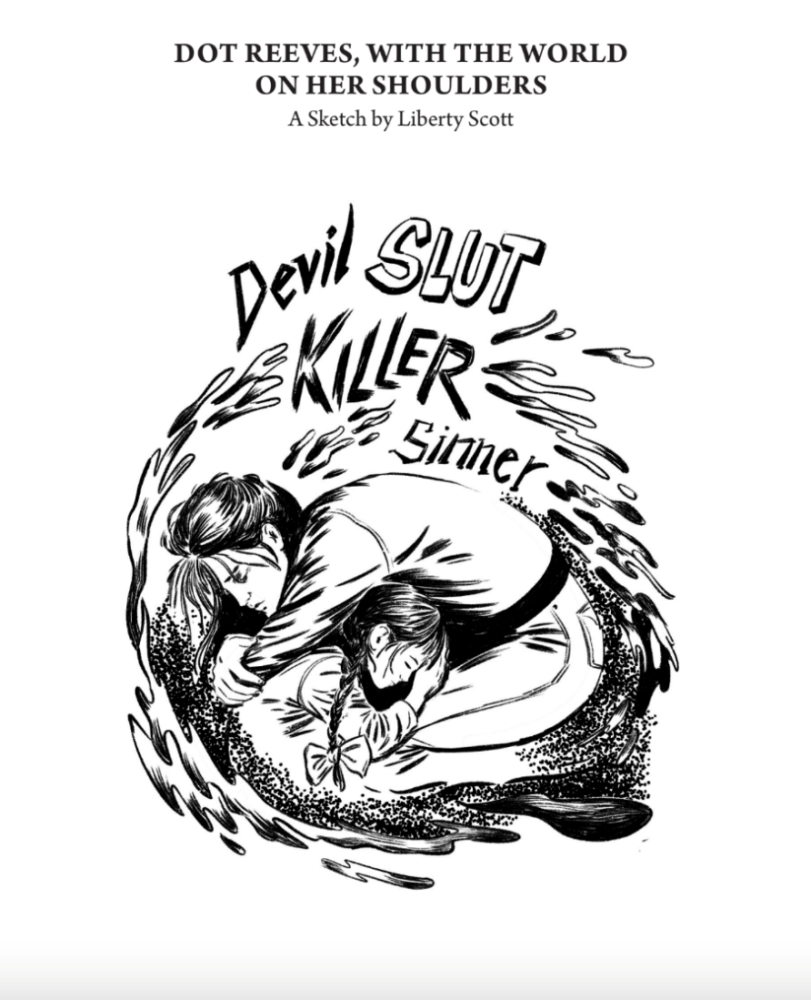 DOT REEVES, WITH THE WORLD
ON HER SHOULDERS
A Sketch by Liberty Scott
Devil SLUT
KILLER
Sinner